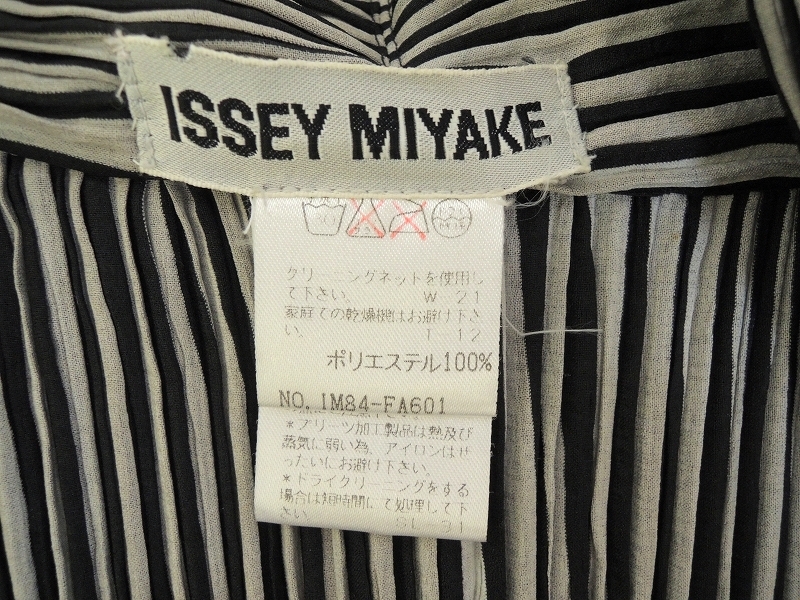 ISSEY MIYAKE
クリーニングネットを使用し
て下さい。 W 21
家庭での乾燥機はお避け下さ
い。 T 12
ポリエステル100%
NO. IM84-FA601
*プリーツ加工製品は熱及び
蒸気に弱い為、アイロンはぜ
ったいにお避け下さい。
*ドライクリーニングをする
場合は短時間にて処理して下
さい。